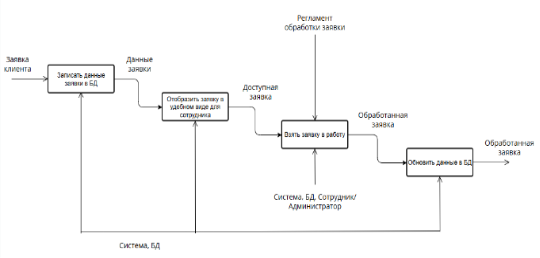 Регламент
обработки заявки
Заявка
клиента
Записать данные
заявки в БД
Данные
заявки
Отобразить заявку в
удобном виде для
сотрудника
Доступная
заявка
Взять заявку в работу
Обработанная
заявка
Обновить данные в БД
Обработанная
заявка
Система. БД. Сотрудник/
Администратор
Система, БД